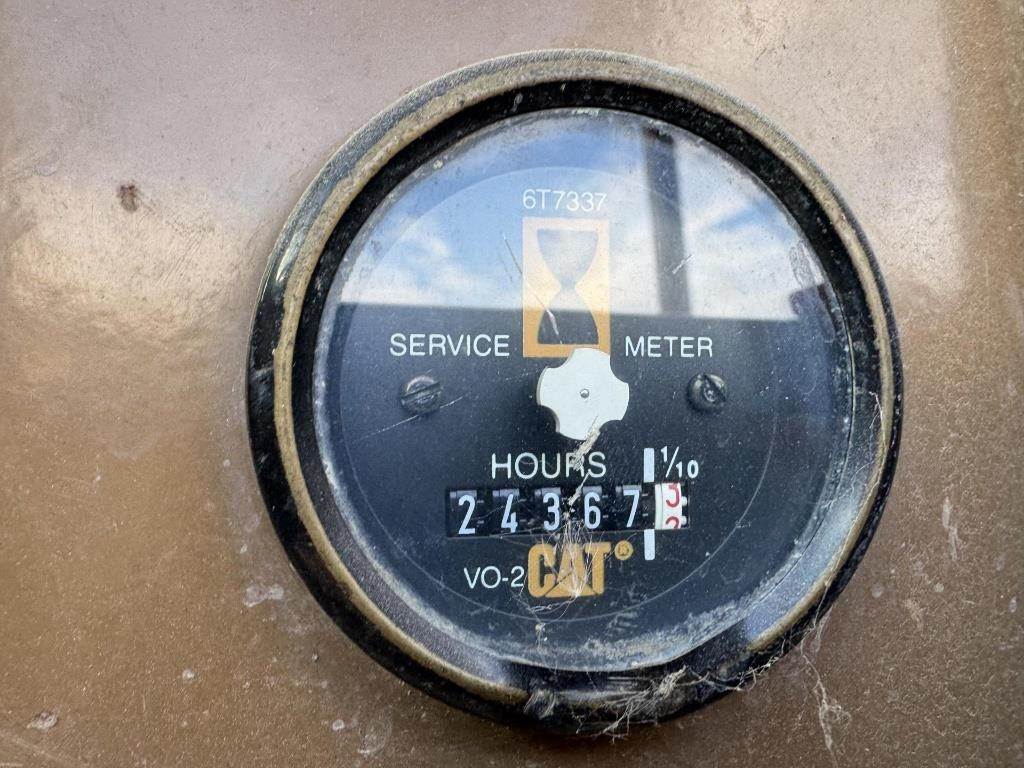 6T7337
SERVICE METER
HOURS 1/10
2 4 3 6 7
VO-2 CAT®